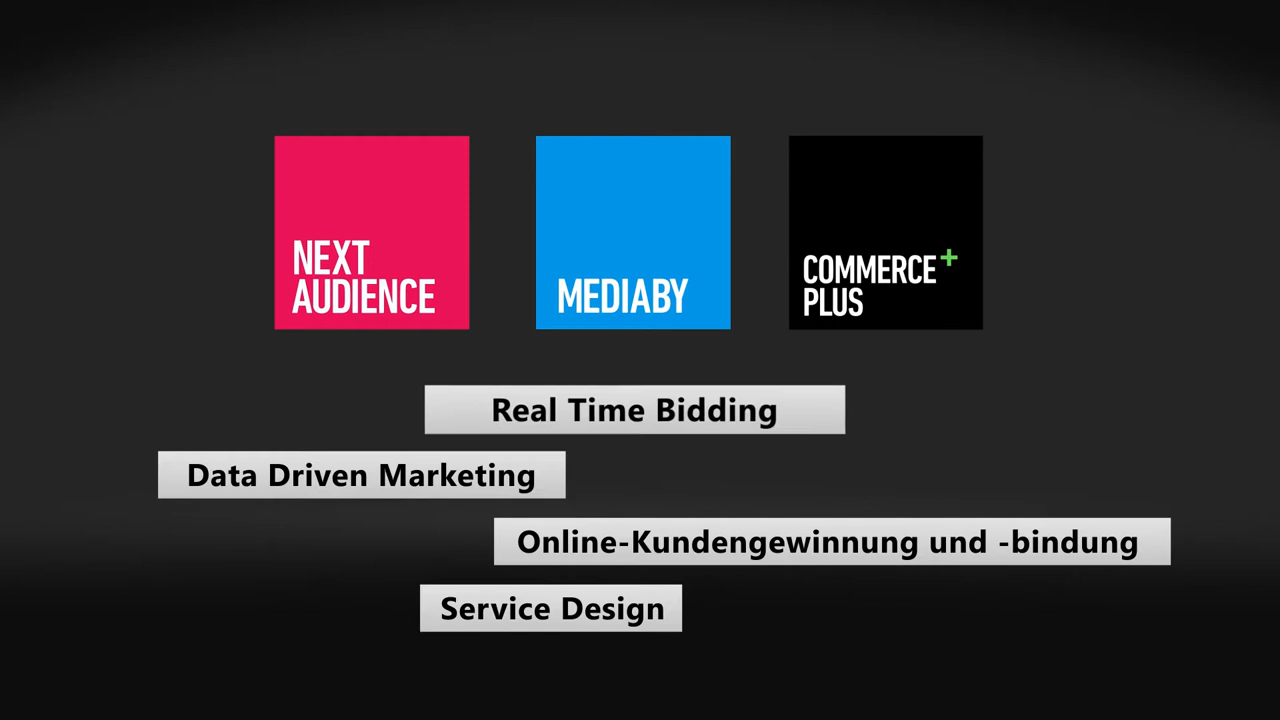 NEXT
AUDIENCE
MEDIABY
COMMERCE+
PLUS
Real Time Bidding
Data Driven Marketing
Online-Kundengewinnung und -bindung
Service Design